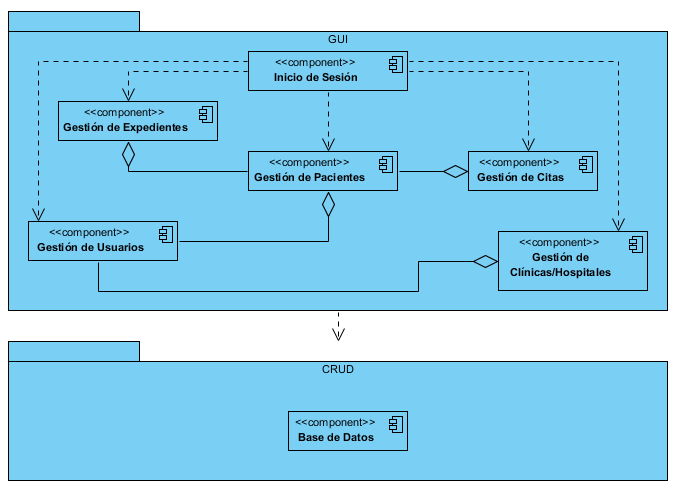 GUI
<<component>>
Inicio de Sesión
<<component>>
Gestión de Expedientes
<<component>>
Gestión de Pacientes
<<component>>
Gestión de Citas
<<component>>
Gestión de Usuarios
<<component>>
Gestión de
Clínicas/Hospitales
CRUD
<<component>>
Base de Datos